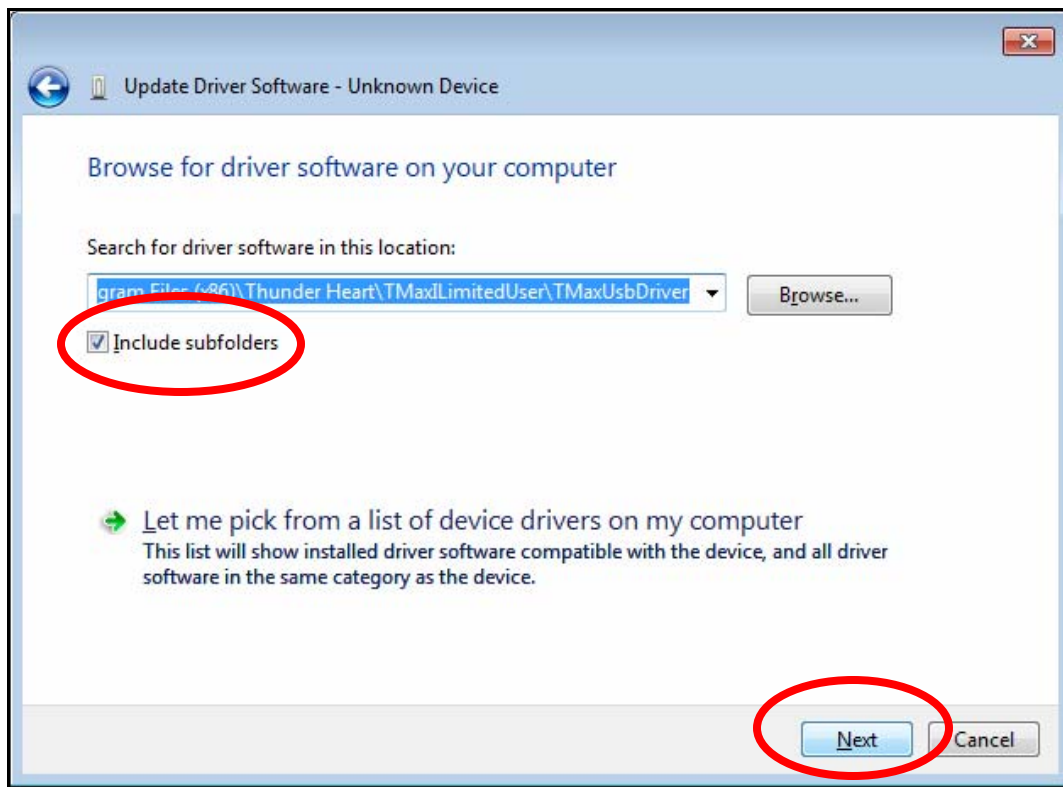 Update Driver Software - Unknown Device
Browse for driver software on your computer
Search for driver software in this location:
gram Files (x86)\Thunder Heart\TMaxILimitedUser\TMaxUsbDriver
Browse...
Include subfolders
Let me pick from a list of device drivers on my computer
This list will show installed driver software compatible with the device, and all driver
software in the same category as the device.
Next
Cancel